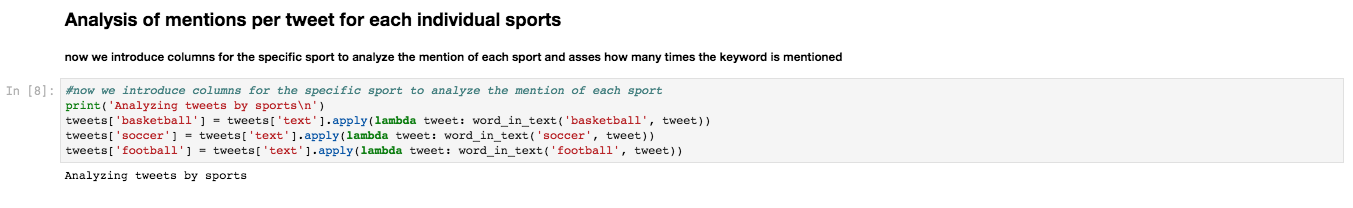 Analysis of mentions per tweet for each individual sports
now we introduce columns for the specific sport to analyze the mention of each sport and asses how many times the keyword is mentioned
In [8]: #now we introduce columns for the specific sport to analyze the mention of each sport
print('Analyzing tweets by sports\n')
tweets['basketball'] = tweets['text'].apply(lambda tweet: word_in_text('basketball', tweet))
tweets['soccer'] = tweets['text'].apply(lambda tweet: word_in_text('soccer', tweet))
tweets['football'] = tweets['text'].apply(lambda tweet: word_in_text('football', tweet))
Analyzing tweets by sports